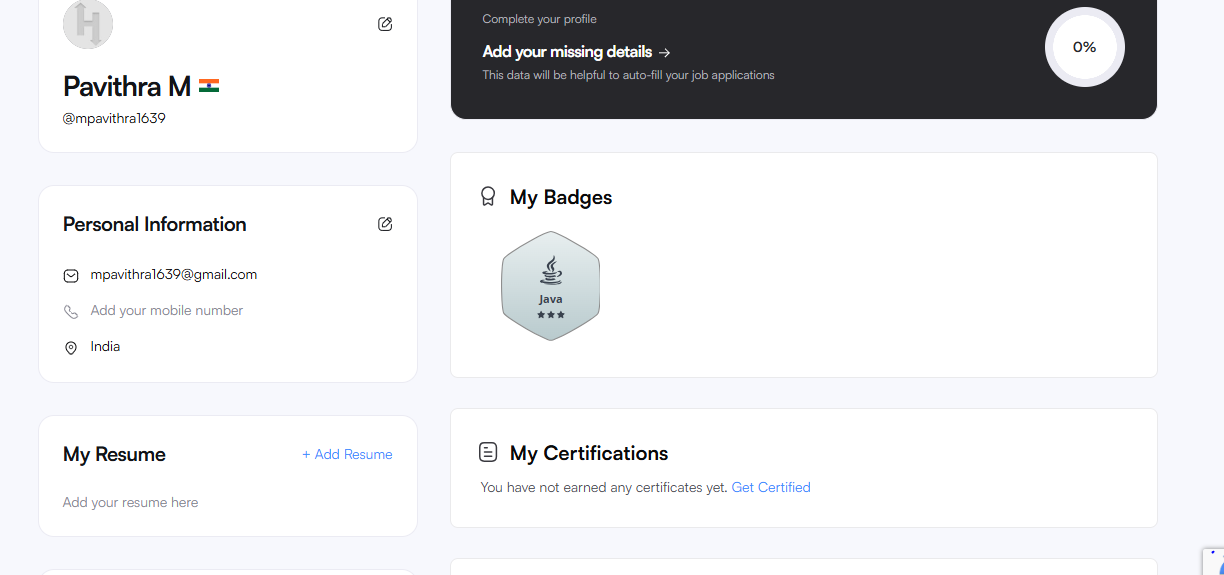 Pavithra M
@mpavithra1639
Personal Information
mpavithra1639@gmail.com
Add your mobile number
India
My Resume
+ Add Resume
Add your resume here
Complete your profile
Add your missing details →
This data will be helpful to auto-fill your job applications
0%
My Badges
Java
My Certifications
You have not earned any certificates yet. Get Certified